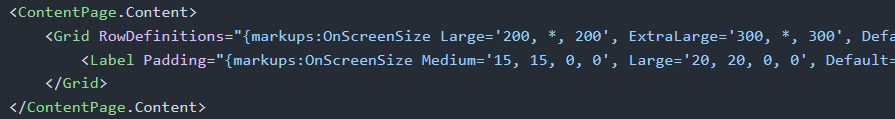 <ContentPage.Content>
<Grid RowDefinitions="{markups:OnScreenSize Large='200, *, 200', ExtraLarge='300, *, 300', Defa
<Label Padding="{markups:OnScreenSize Medium='15, 15, 0, 0', Large='20, 20, 0, 0', Default=
</Grid>
</ContentPage.Content>